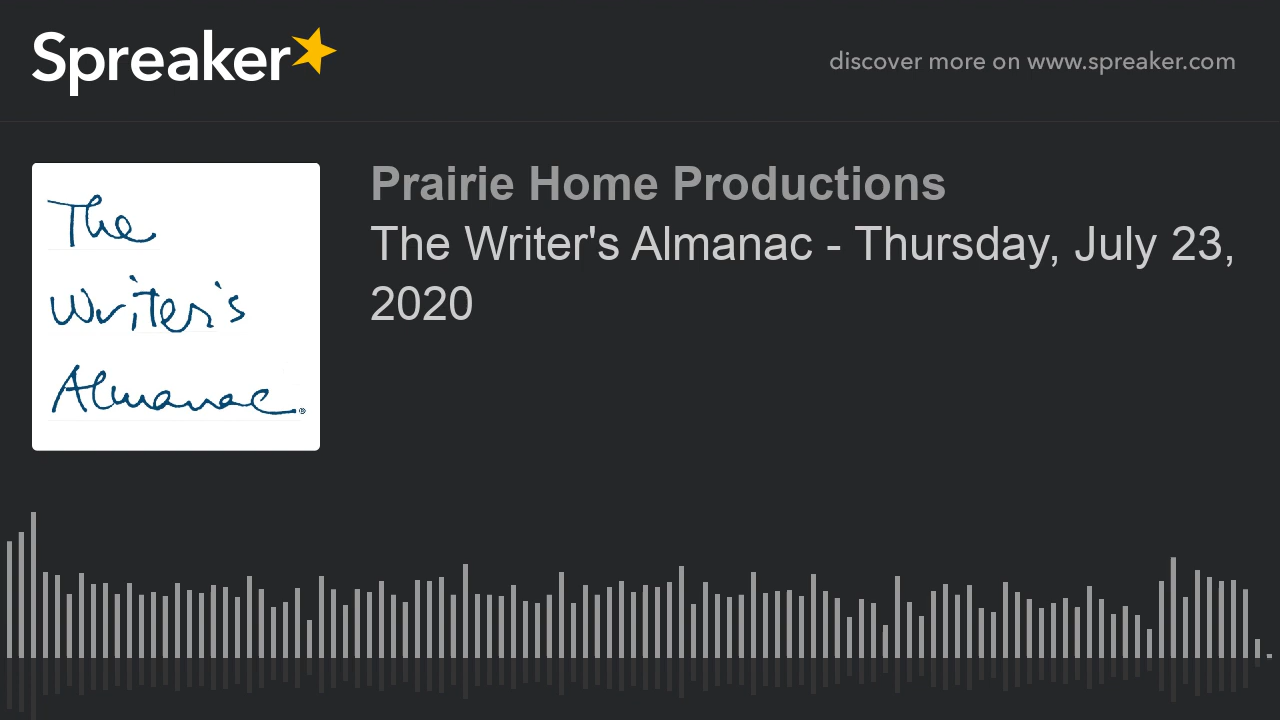 Spreaker
discover more on www.spreaker.com
The
Writer's
Almanac®
Prairie Home Productions
The Writer's Almanac - Thursday, July 23,
2020